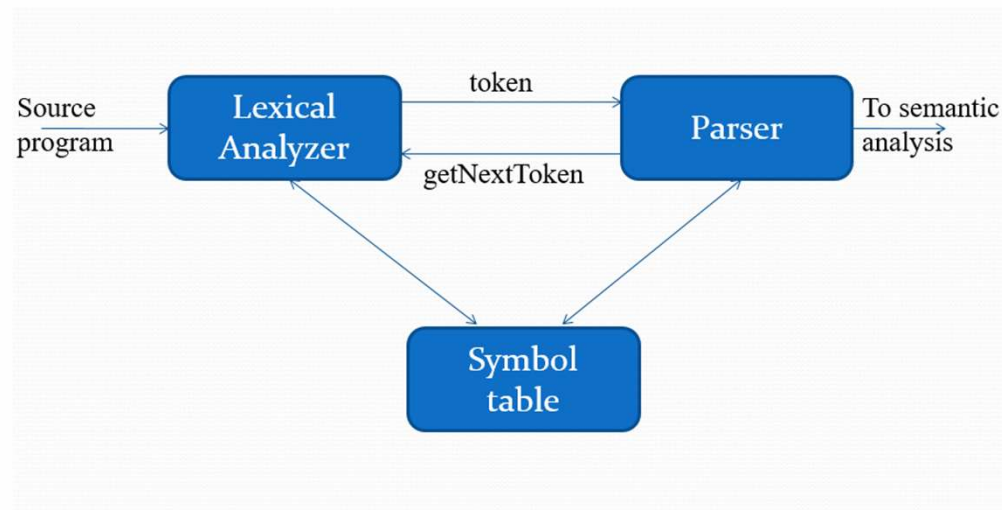 Source
program
Lexical
Analyzer
token
getNextToken
Parser
To semantic
analysis
Symbol
table